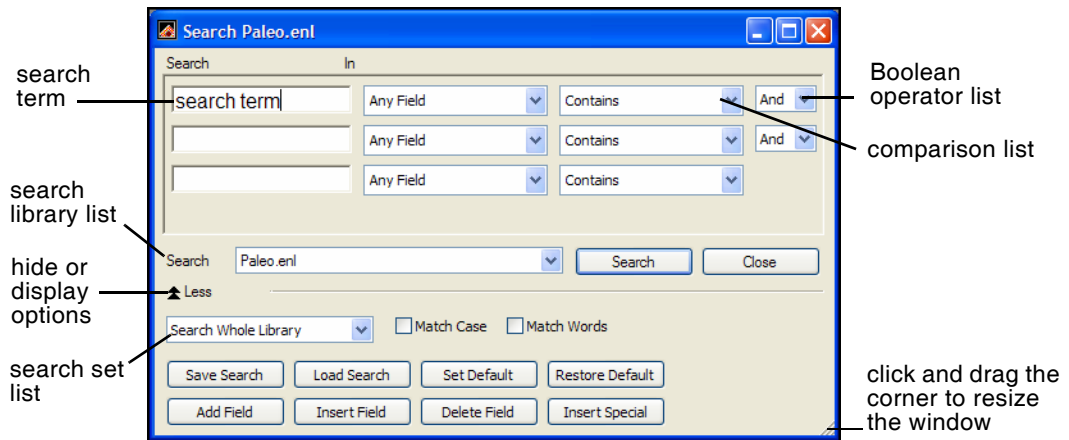 Search Paleo.enl
Search In
search term Any Field Contains And
Any Field Contains And
Any Field Contains
Search Paleo.enl Search Close
Less
Search Whole Library Match Case Match Words
Save Search Load Search Set Default Restore Default
Add Field Insert Field Delete Field Insert Special
search
term
search
library list
hide or
display
options
search set
list
Boolean
operator list
comparison list
click and drag the
corner to resize
the window